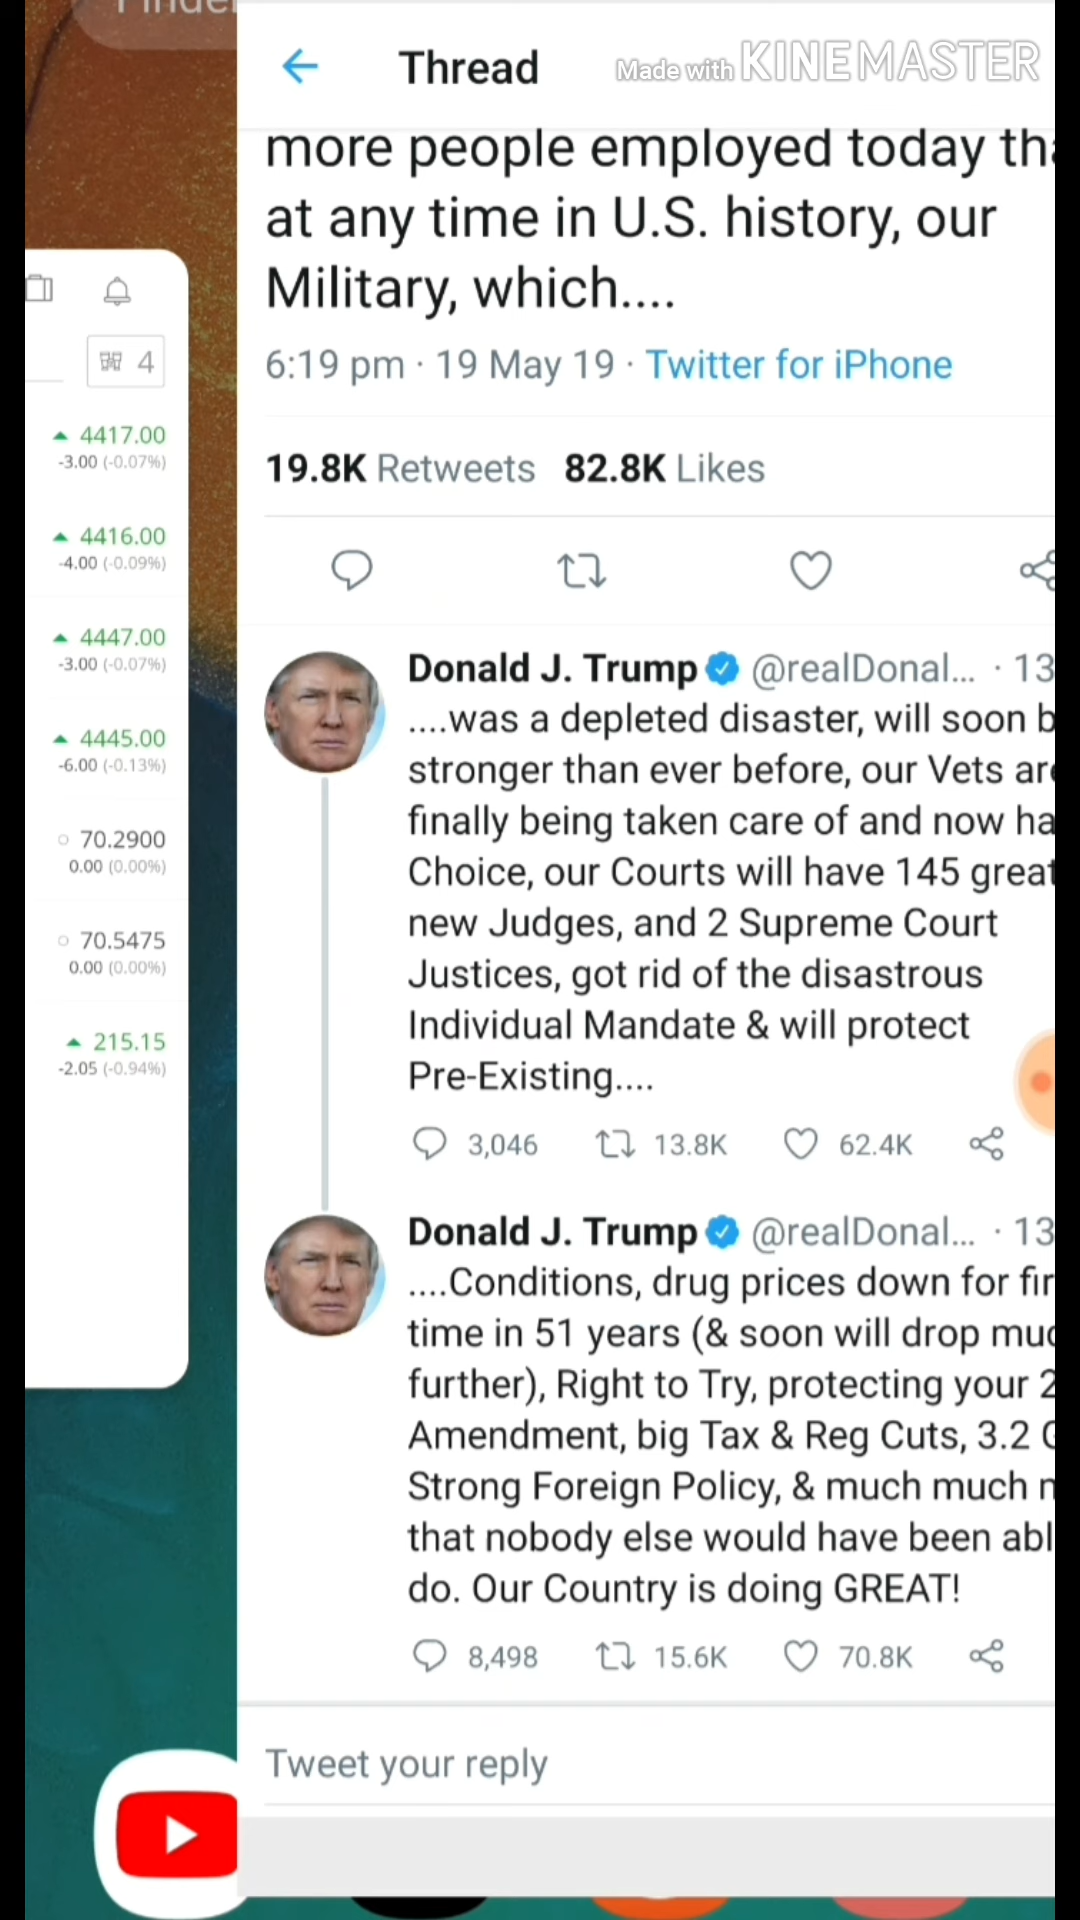 Thread
Made with KINEMASTER
more people employed today
at any time in U.S. history, our
Military, which....
6:19 pm · 19 May 19 · Twitter for iPhone
19.8K Retweets 82.8K Likes
Donald J. Trump @realDonal... · 13
....was a depleted disaster, will soon
stronger than ever before, our Vets
finally being taken care of and now
Choice, our Courts will have 145 great
new Judges, and 2 Supreme Court
Justices, got rid of the disastrous
Individual Mandate & will protect
Pre-Existing....
3,046 13.8K 62.4K
Donald J. Trump @realDonal... · 13
....Conditions, drug prices down for
time in 51 years (& soon will drop
further), Right to Try, protecting your
Amendment, big Tax & Reg Cuts, 3.2
Strong Foreign Policy, & much much
that nobody else would have been
do. Our Country is doing GREAT!
8,498 15.6K 70.8K
Tweet your reply
4
4417.00
-3.00 (-0.07%)
4416.00
-4.00 (-0.09%)
4447.00
-3.00 (-0.07%)
4445.00
-6.00 (-0.13%)
70.2900
0.00 (0.00%)
70.5475
0.00 (0.00%)
215.15
-2.05 (-0.94%)